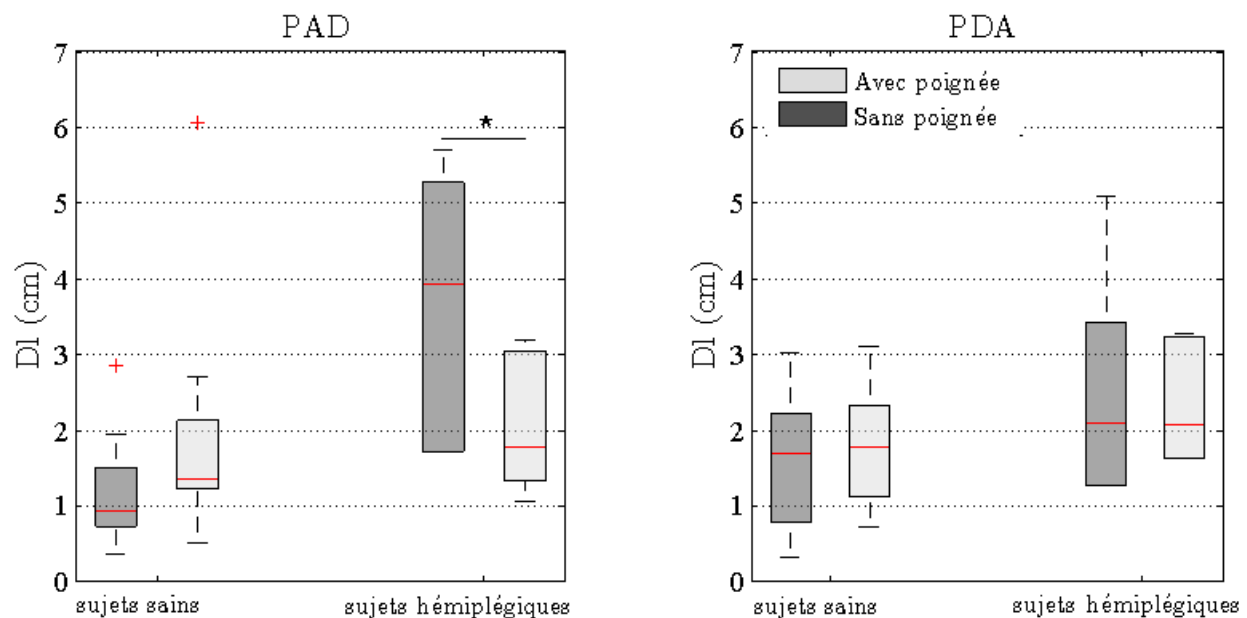 PAD
7
6
5
4
3
2
1
0
Dl (cm)
*
sujets sains
sujets hémiplégiques
PDA
Avec poignée
Sans poignée
7
6
5
4
3
2
1
0
Dl (cm)
sujets sains
sujets hémiplégiques